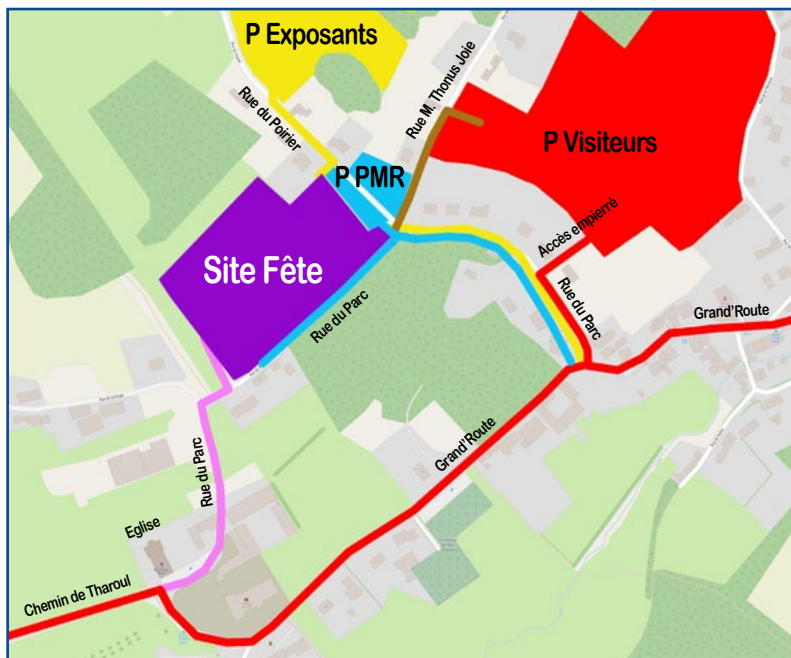 P Exposants
Rue M. Thonus Joie
Rue du Poirier
P Visiteurs
P PMR
Accès empierré
Site Fête
Rue du Parc
Rue du Parc
Grand'Route
Grand'Route
Rue du Parc
Eglise
Chemin de Tharoul